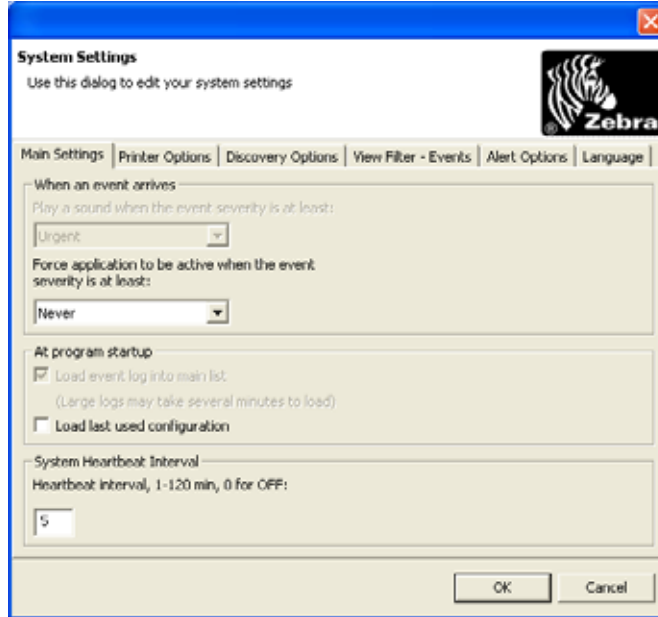 System Settings
Use this dialog to edit your system settings
Zebra
®
Main Settings Printer Options Discovery Options View Filter - Events Alert Options Language
When an event arrives
Play a sound when the event severity is at least:
Urgent
Force application to be active when the event
severity is at least:
Never
At program startup
Load event log into main list
(Large logs may take several minutes to load)
Load last used configuration
System Heartbeat Interval
Heartbeat interval, 1-120 min, 0 for OFF:
5
OK Cancel